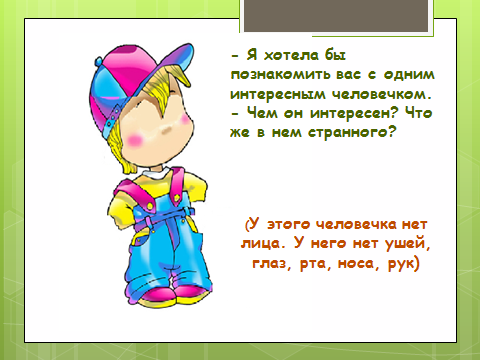 - Я хотела бы
познакомить вас с одним
интересным человечком.
- Чем он интересен? Что
же в нем странного?
(У этого человечка нет
лица. У него нет ушей,
глаз, рта, носа, рук)